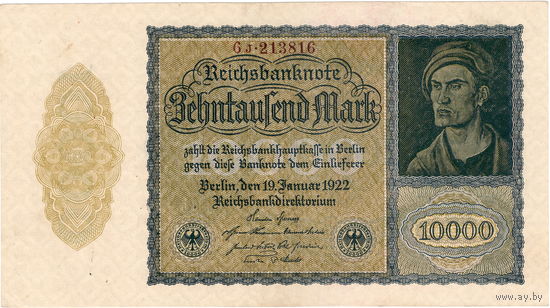 GJ·213816
Reichsbanknote
Zehntausend Mark
zahlt die Reichsbankhauptkasse in Berlin
gegen diese Banknote dem Einlieferer
Berlin, den 19. Januar 1922
Reichsbankdirektorium
10000
www.ay.by